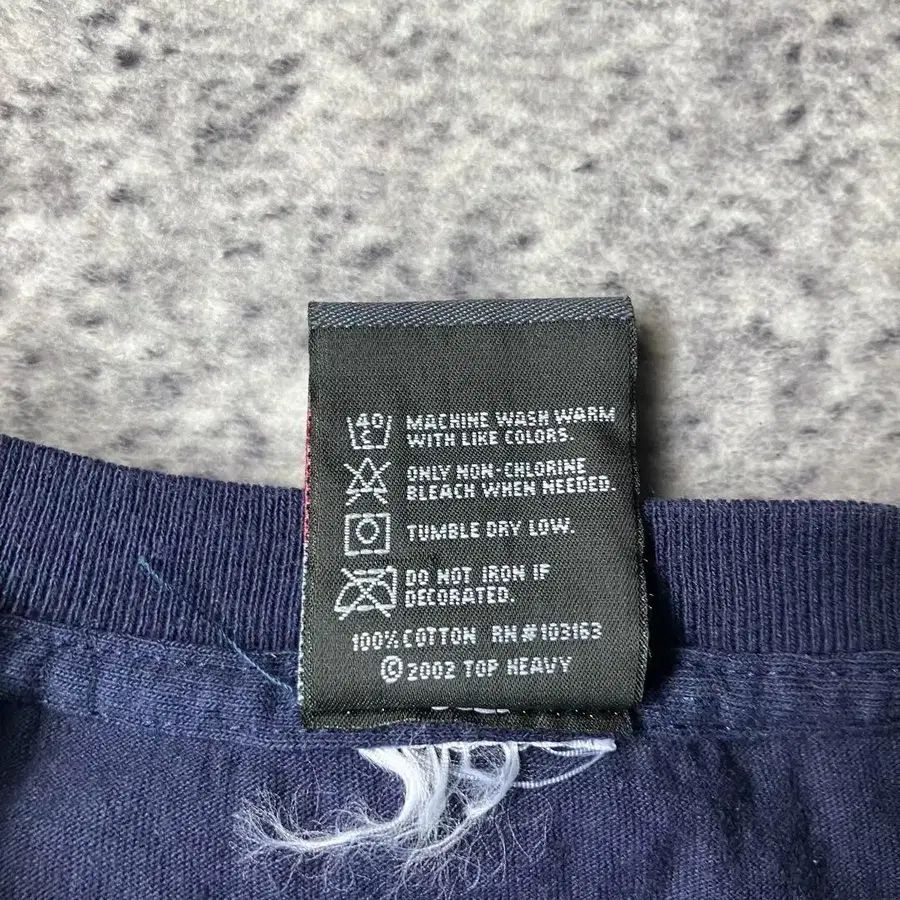 40
C
MACHINE WASH WARM
WITH LIKE COLORS.
ONLY NON-CHLORINE
BLEACH WHEN NEEDED.
TUMBLE DRY LOW.
DO NOT IRON IF
DECORATED.
100% COTTON RN#103163
©2002 TOP HEAVY